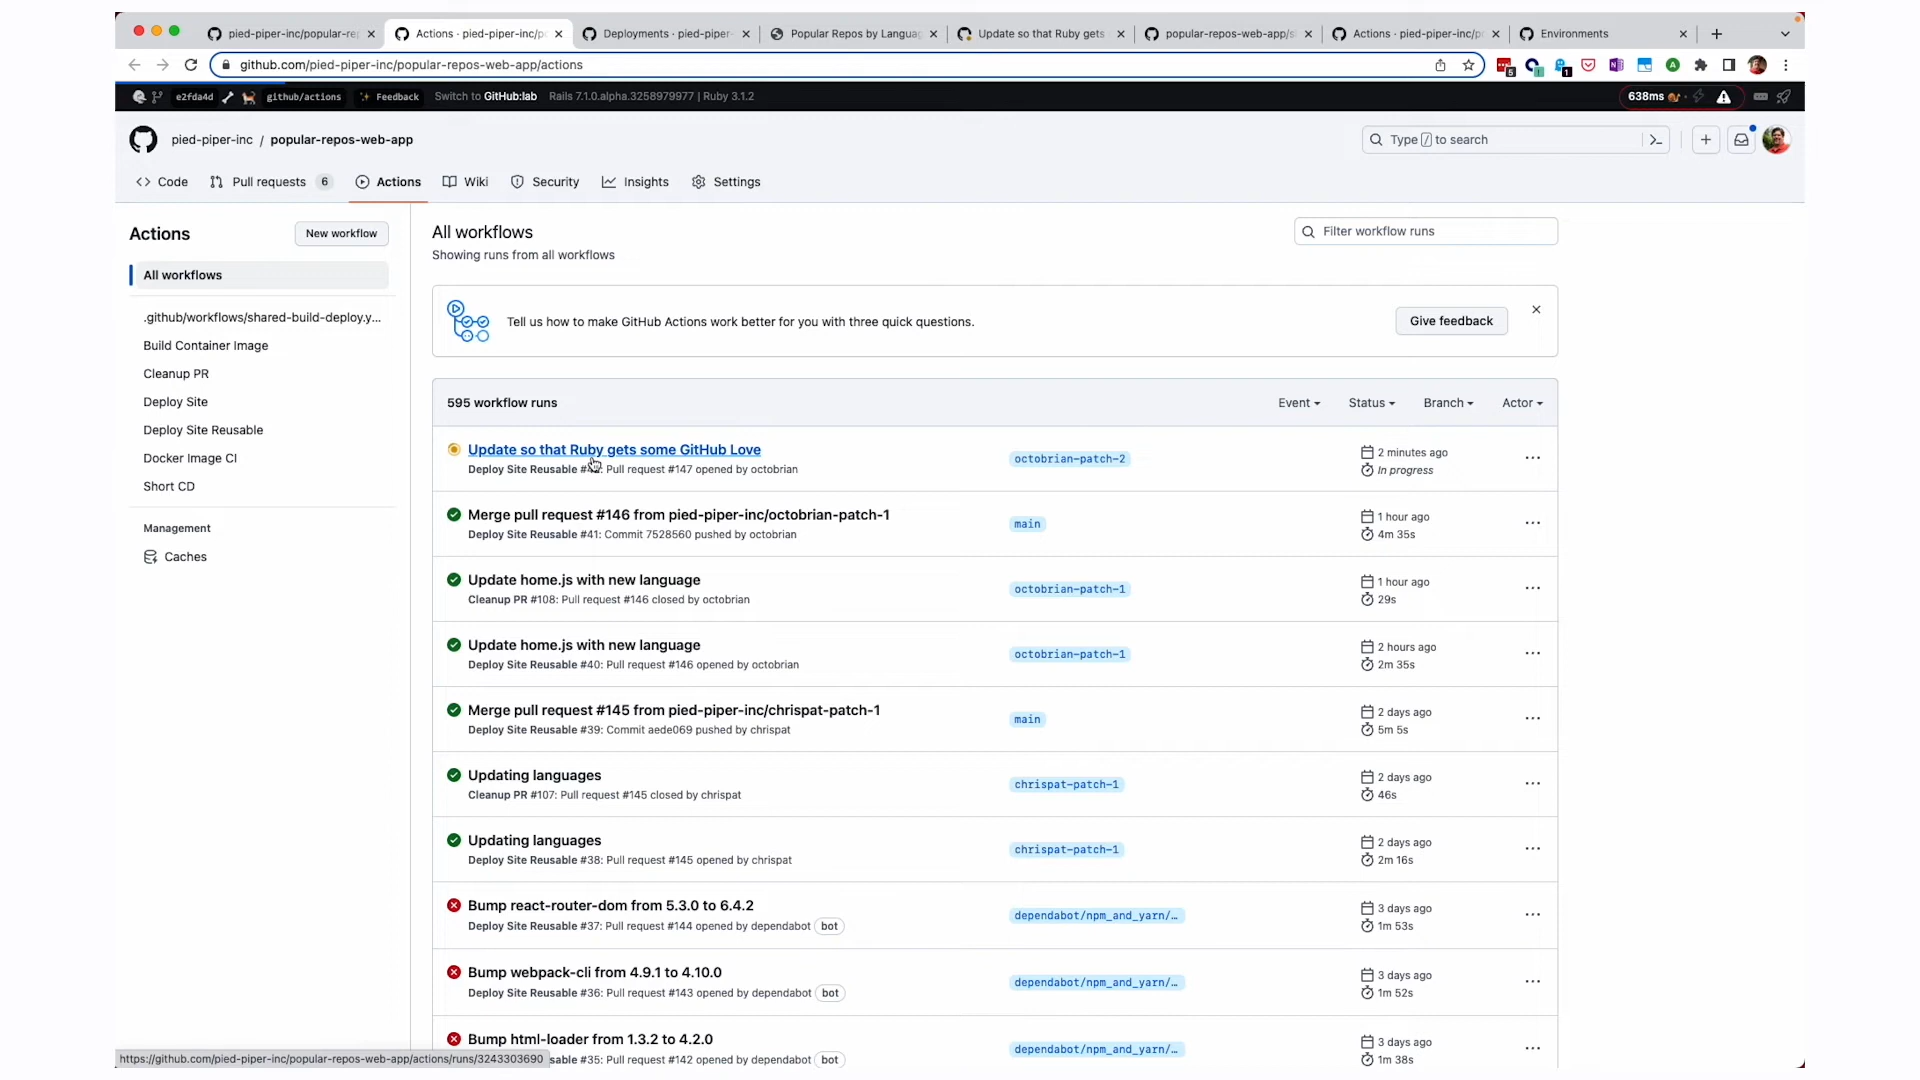 pied-piper-inc/popular-re
Actions · pied-piper-inc/p
Deployments · pied-piper-
Popular Repos by Languag
Update so that Ruby gets
popular-repos-web-app/s
Actions · pied-piper-inc/p
Environments
github.com/pied-piper-inc/popular-repos-web-app/actions
e2fda4d
github/actions
Feedback
Switch to GitHub:lab
Rails 7.1.0.alpha.3258979977 | Ruby 3.1.2
638ms
pied-piper-inc / popular-repos-web-app
Type / to search
Code
Pull requests 6
Actions
Wiki
Security
Insights
Settings
Actions
New workflow
All workflows
.github/workflows/shared-build-deploy.y...
Build Container Image
Cleanup PR
Deploy Site
Deploy Site Reusable
Docker Image CI
Short CD
Management
Caches
All workflows
Showing runs from all workflows
Filter workflow runs
Tell us how to make GitHub Actions work better for you with three quick questions.
Give feedback
595 workflow runs
Event
Status
Branch
Actor
Update so that Ruby gets some GitHub Love
Deploy Site Reusable #: Pull request #147 opened by octobrian
octobrian-patch-2
2 minutes ago
In progress
Merge pull request #146 from pied-piper-inc/octobrian-patch-1
Deploy Site Reusable #41: Commit 7528560 pushed by octobrian
main
1 hour ago
4m 35s
Update home.js with new language
Cleanup PR #108: Pull request #146 closed by octobrian
octobrian-patch-1
1 hour ago
29s
Update home.js with new language
Deploy Site Reusable #40: Pull request #146 opened by octobrian
octobrian-patch-1
2 hours ago
2m 35s
Merge pull request #145 from pied-piper-inc/chrispat-patch-1
Deploy Site Reusable #39: Commit aede069 pushed by chrispat
main
2 days ago
5m 5s
Updating languages
Cleanup PR #107: Pull request #145 closed by chrispat
chrispat-patch-1
2 days ago
46s
Updating languages
Deploy Site Reusable #38: Pull request #145 opened by chrispat
chrispat-patch-1
2 days ago
2m 16s
Bump react-router-dom from 5.3.0 to 6.4.2
Deploy Site Reusable #37: Pull request #144 opened by dependabot bot
dependabot/npm_and_yarn/…
3 days ago
1m 53s
Bump webpack-cli from 4.9.1 to 4.10.0
Deploy Site Reusable #36: Pull request #143 opened by dependabot bot
dependabot/npm_and_yarn/…
3 days ago
1m 52s
Bump html-loader from 1.3.2 to 4.2.0
sable #35: Pull request #142 opened by dependabot bot
dependabot/npm_and_yarn/…
3 days ago
1m 38s
https://github.com/pied-piper-inc/popular-repos-web-app/actions/runs/3243303690